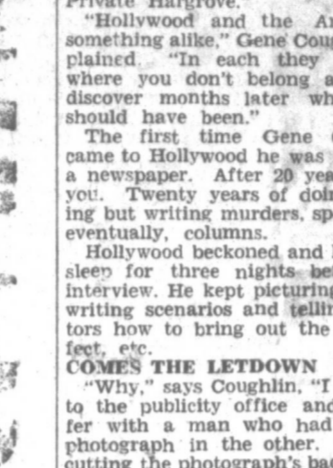 Private Hargrove.
"Hollywood and the A
something alike," Gene Coug
plained. "In each they
where you don't belong a
discover months later wh
should have been."
The first time Gene
came to Hollywood he was
a newspaper. After 20 yea
you. Twenty years of doin
ing but writing murders, sp
eventually, columns.
Hollywood beckoned and
sleep for three nights be
interview. He kept picturing
writing scenarios and tellin
tors how to bring out the
fect, etc.
COMES THE LETDOWN
"Why," says Coughlin, "I
to the publicity office and
fer with a man who had
photograph in the other.
cutting the photograph's